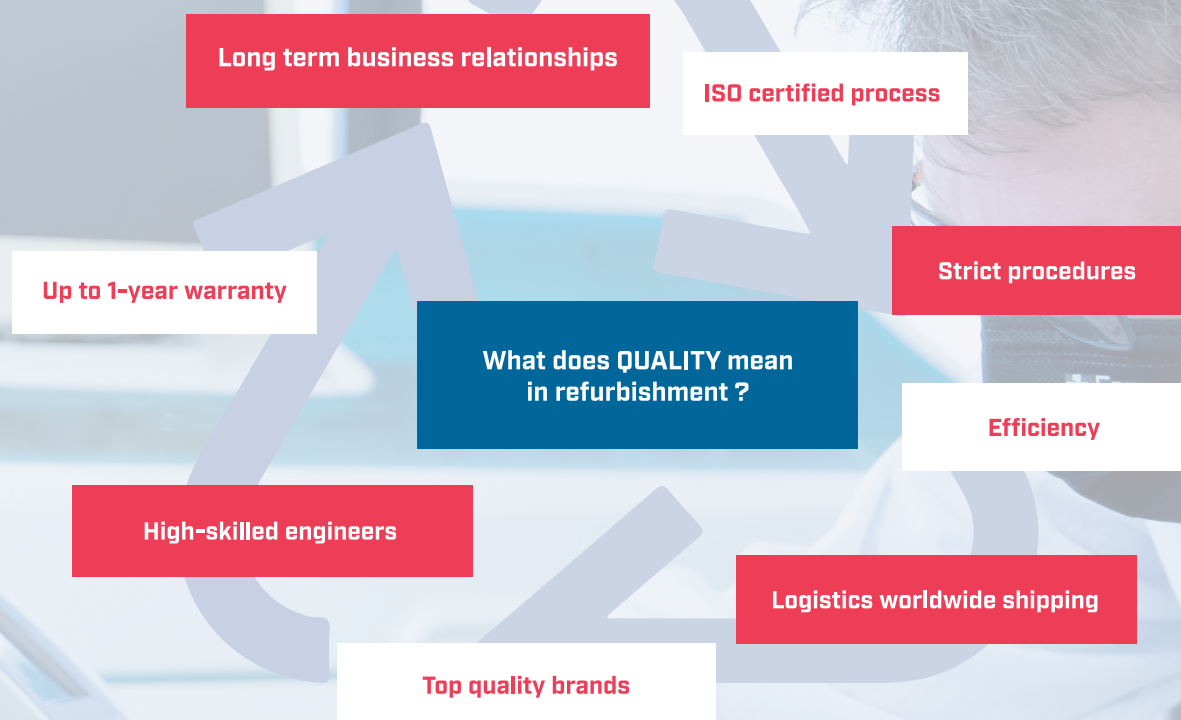 Long term business relationships
ISO certified process
Strict procedures
Up to 1-year warranty
What does QUALITY mean
in refurbishment ?
Efficiency
High-skilled engineers
Logistics worldwide shipping
Top quality brands